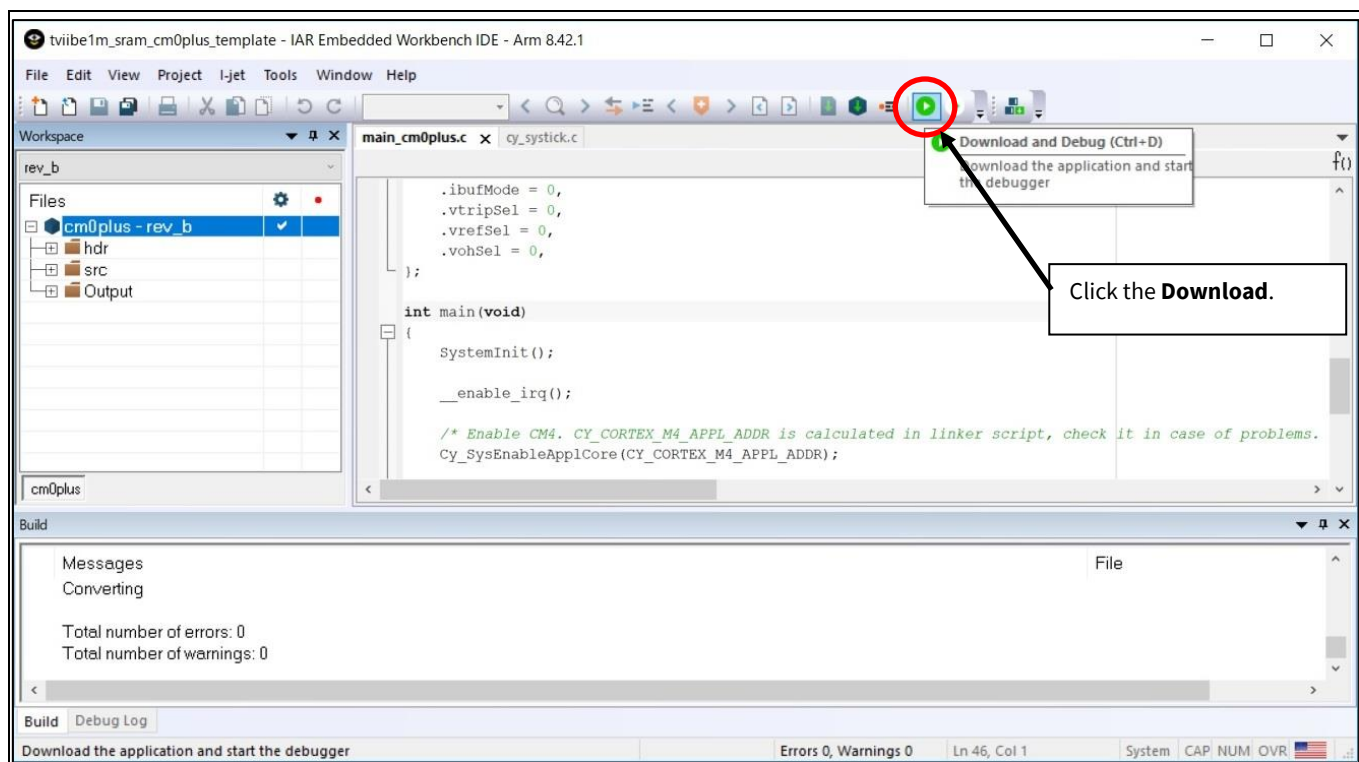 tviibe1m_sram_cm0plus_template - IAR Embedded Workbench IDE - Arm 8.42.1
File Edit View Project I-jet Tools Window Help
Workspace
main_cm0plus.c
cy_systick.c
Download and Debug (Ctrl+D)
Download the application and start
the debugger
rev_b
f()
Files
cm0plus - rev_b
hdr
src
Output
.ibufMode = 0,
.vtripSel = 0,
.vrefSel = 0,
.vohSel = 0,
};
Click the Download.
int main(void)
{
SystemInit();
__enable_irq();
/* Enable CM4. CY_CORTEX_M4_APPL_ADDR is calculated in linker script, check it in case of problems.
Cy_SysEnableApplCore(CY_CORTEX_M4_APPL_ADDR);
cm0plus
Build
Messages File
Converting
Total number of errors: 0
Total number of warnings: 0
Build Debug Log
Download the application and start the debugger Errors 0, Warnings 0 Ln 46, Col 1 System CAP NUM OVR